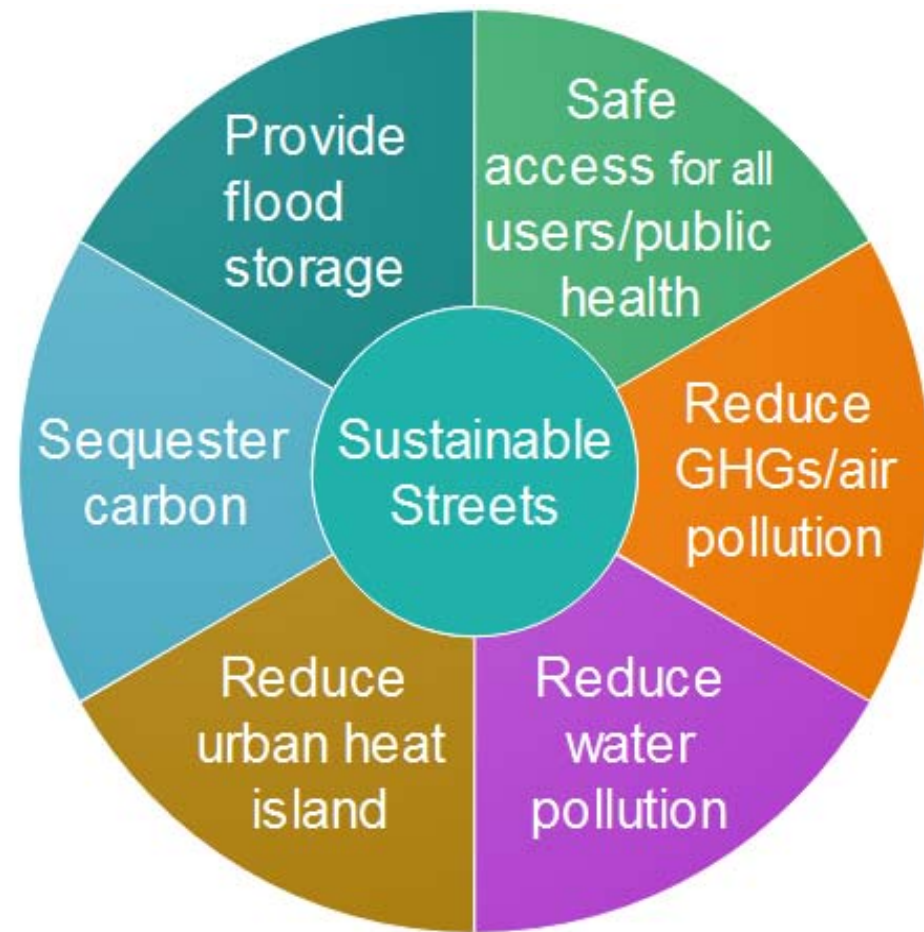 Provide
flood
storage
Safe
access for all
users/public
health
Reduce
GHGs/air
pollution
Reduce
water
pollution
Reduce
urban heat
island
Sequester
carbon
Sustainable
Streets